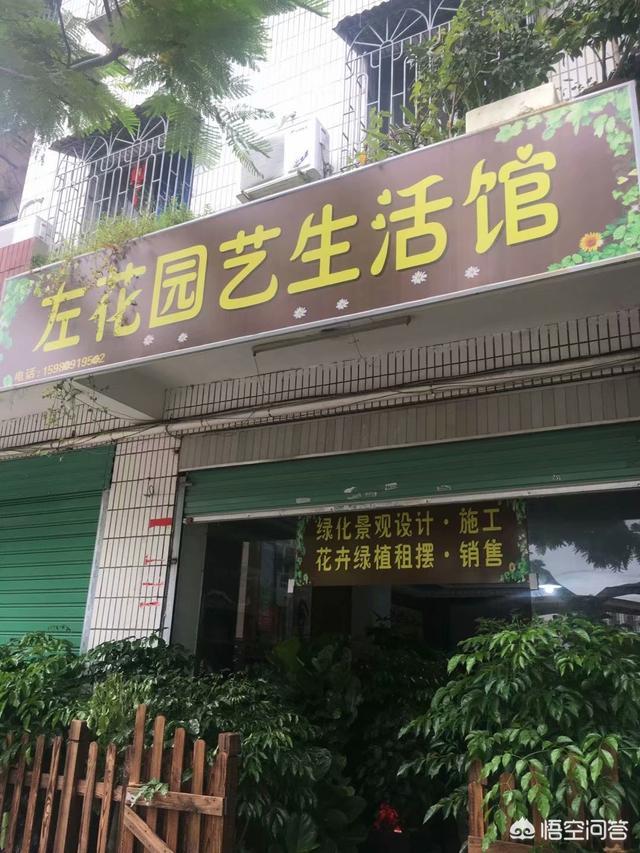 左花园艺生活馆
电话:15980919502
绿化景观设计·施工
花卉绿植租摆·销售
悟空问答